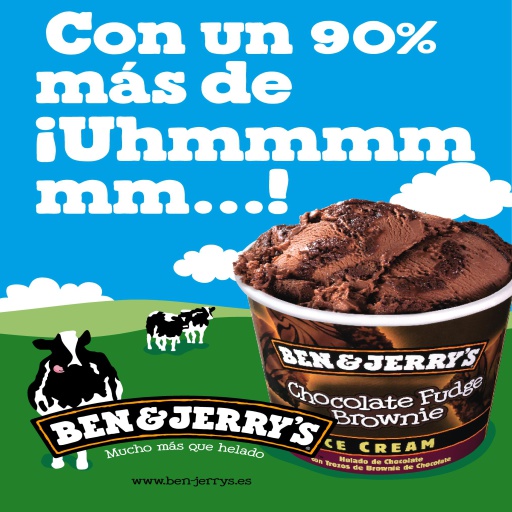 Con un 90%
más de
¡Uhmmmm
mm...!
BEN & JERRY'S
Chocolate Fudge
Brownie
ICE CREAM
Helado de Chocolate
con Trozos de Brownie de Chocolate
BEN & JERRY'S
Mucho más que helado
www.ben-jerrys.es